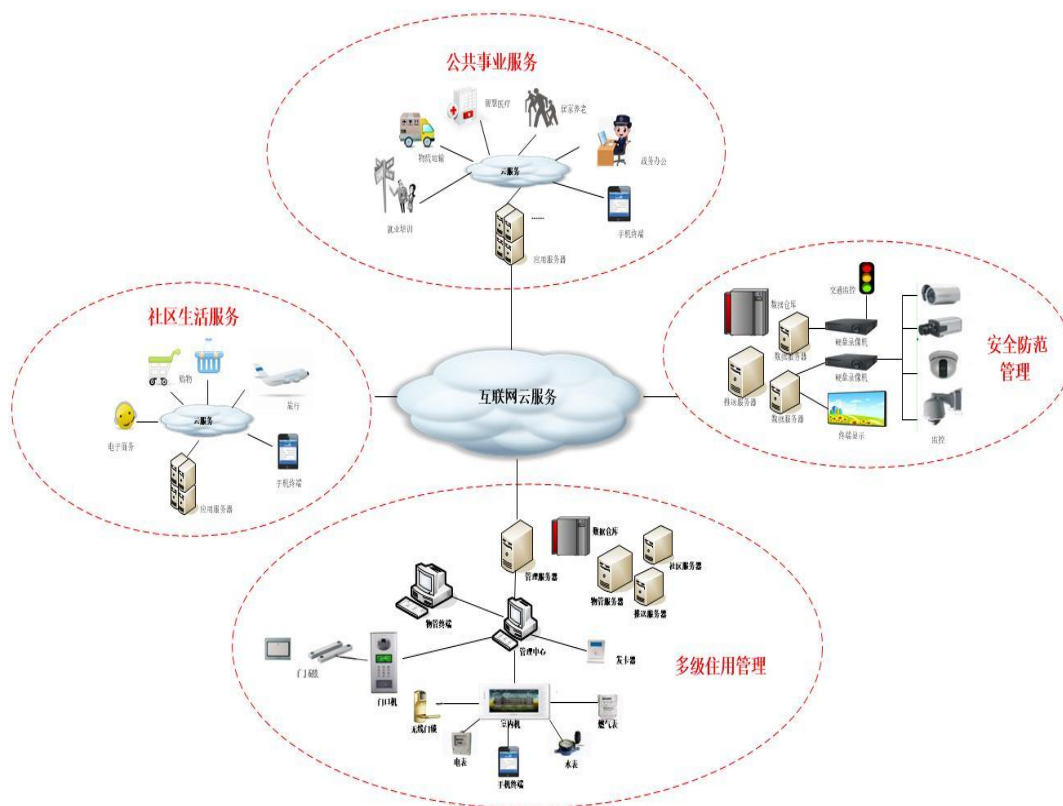 公共事业服务
智慧医疗
居家养老
物流运输
政务办公
云服务
就业培训
......
手机终端
应用服务器
社区生活服务
购物
旅行
云服务
电子商务
手机终端
应用服务器
互联网云服务
交通监控
数据仓库
数据服务器
硬盘录像机
硬盘录像机
安全防范
管理
推送服务器
数据服务器
终端显示
监控
数据仓库
管理服务器
社区服务器
物管服务器
推送服务器
物管终端
管理中心
发卡器
门磁
门口机
多级住用管理
无线门锁
室内机
燃气表
电表
手机终端
水表